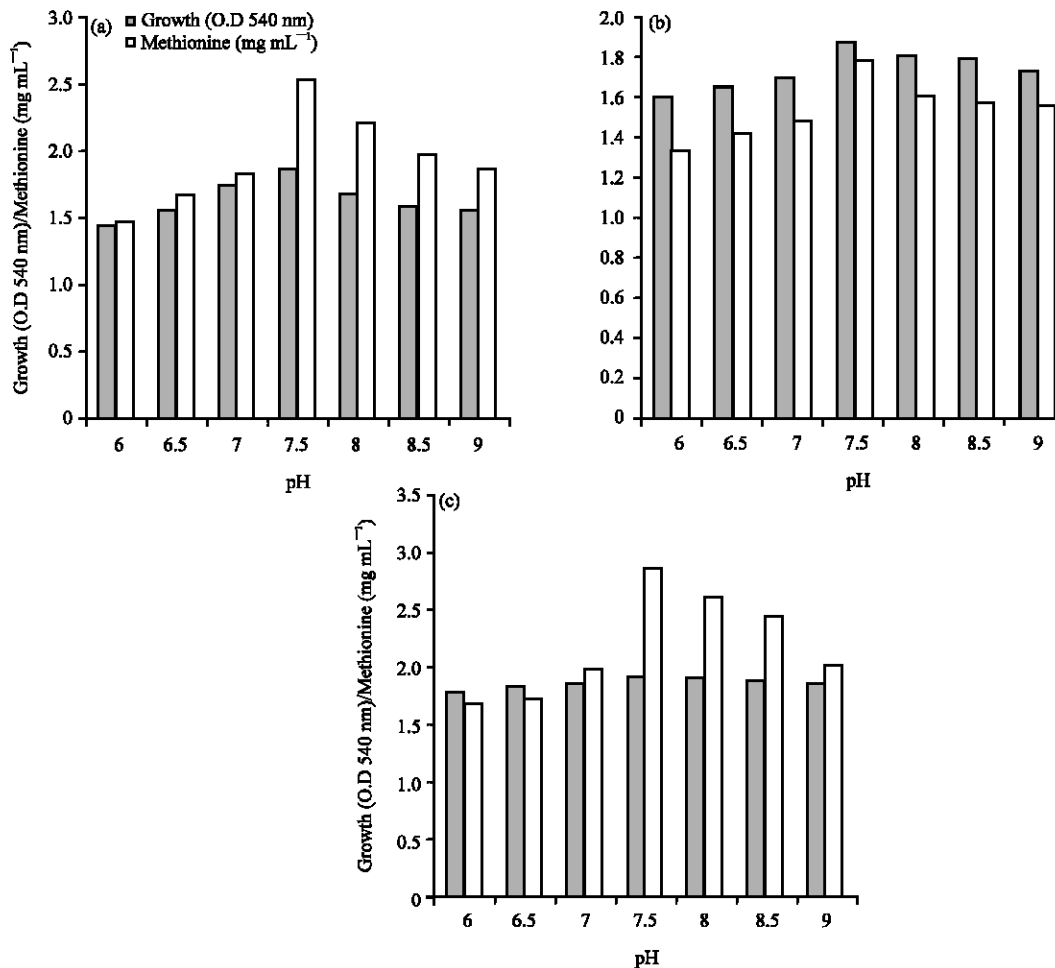 (a)
Growth (O.D 540 nm)
Methionine (mg mL⁻¹)
Growth (O.D 540 nm)/Methionine (mg mL⁻¹)
3.0
2.5
2.0
1.5
1.0
0.5
0
6 6.5 7 7.5 8 8.5 9
pH
(b)
2.0
1.8
1.6
1.4
1.2
1.0
0.8
0.6
0.4
0.2
0
6 6.5 7 7.5 8 8.5 9
pH
(c)
Growth (O.D 540 nm)/Methionine (mg mL⁻¹)
3.5
3.0
2.5
2.0
1.5
1.0
0.5
0
6 6.5 7 7.5 8 8.5 9
pH